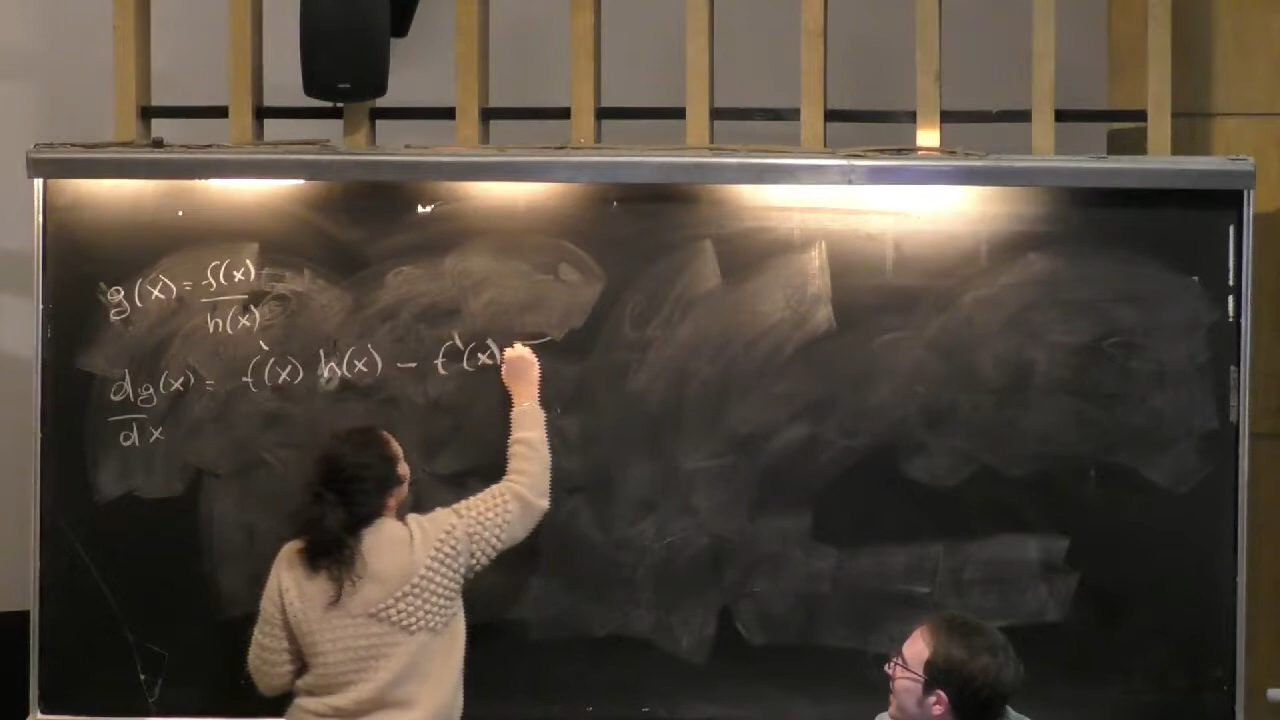 g(x) = f(x)
h(x)
dg(x) = f'(x) h(x) - f'(x)
dx